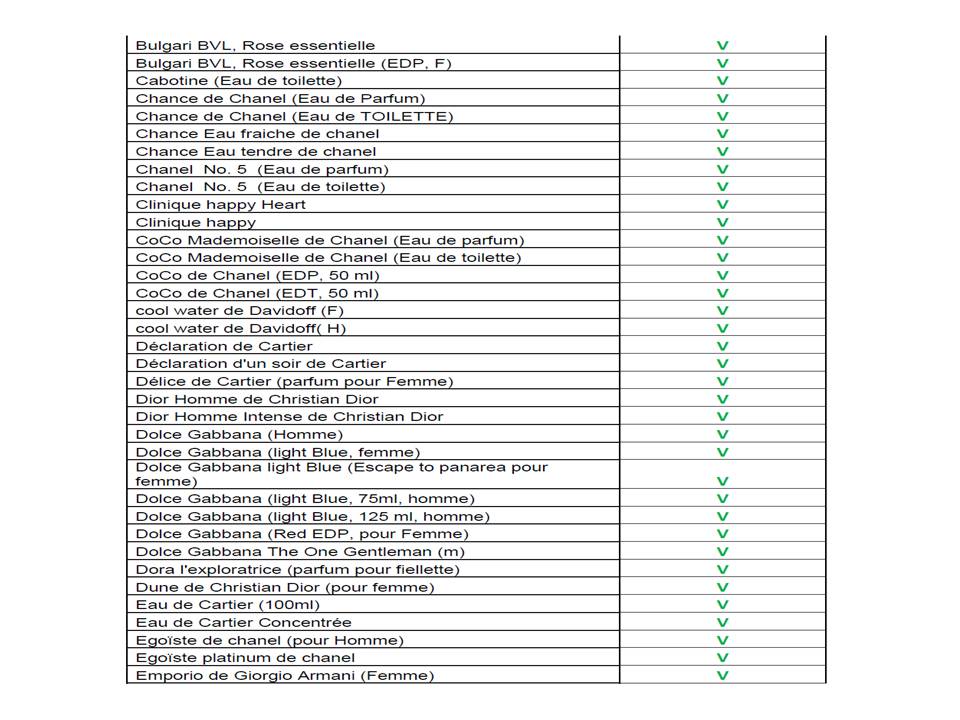 Bulgari BVL, Rose essentielle V
Bulgari BVL, Rose essentielle (EDP, F) V
Cabotine (Eau de toilette) V
Chance de Chanel (Eau de Parfum) V
Chance de Chanel (Eau de TOILETTE) V
Chance Eau fraiche de chanel V
Chance Eau tendre de chanel V
Chanel  No. 5  (Eau de parfum) V
Chanel  No. 5  (Eau de toilette) V
Clinique happy Heart V
Clinique happy V
CoCo Mademoiselle de Chanel (Eau de parfum) V
CoCo Mademoiselle de Chanel (Eau de toilette) V
CoCo de Chanel (EDP, 50 ml) V
CoCo de Chanel (EDT, 50 ml) V
cool water de Davidoff (F) V
cool water de Davidoff( H) V
Déclaration de Cartier V
Déclaration d'un soir de Cartier V
Délice de Cartier (parfum pour Femme) V
Dior Homme de Christian Dior V
Dior Homme Intense de Christian Dior V
Dolce Gabbana (Homme) V
Dolce Gabbana (light Blue, femme) V
Dolce Gabbana light Blue (Escape to panarea pour
femme) V
Dolce Gabbana (light Blue, 75ml, homme) V
Dolce Gabbana (light Blue, 125 ml, homme) V
Dolce Gabbana (Red EDP, pour Femme) V
Dolce Gabbana The One Gentleman (m) V
Dora l'exploratrice (parfum pour fiellette) V
Dune de Christian Dior (pour femme) V
Eau de Cartier (100ml) V
Eau de Cartier Concentrée V
Egoïste de chanel (pour Homme) V
Egoïste platinum de chanel V
Emporio de Giorgio Armani (Femme) V